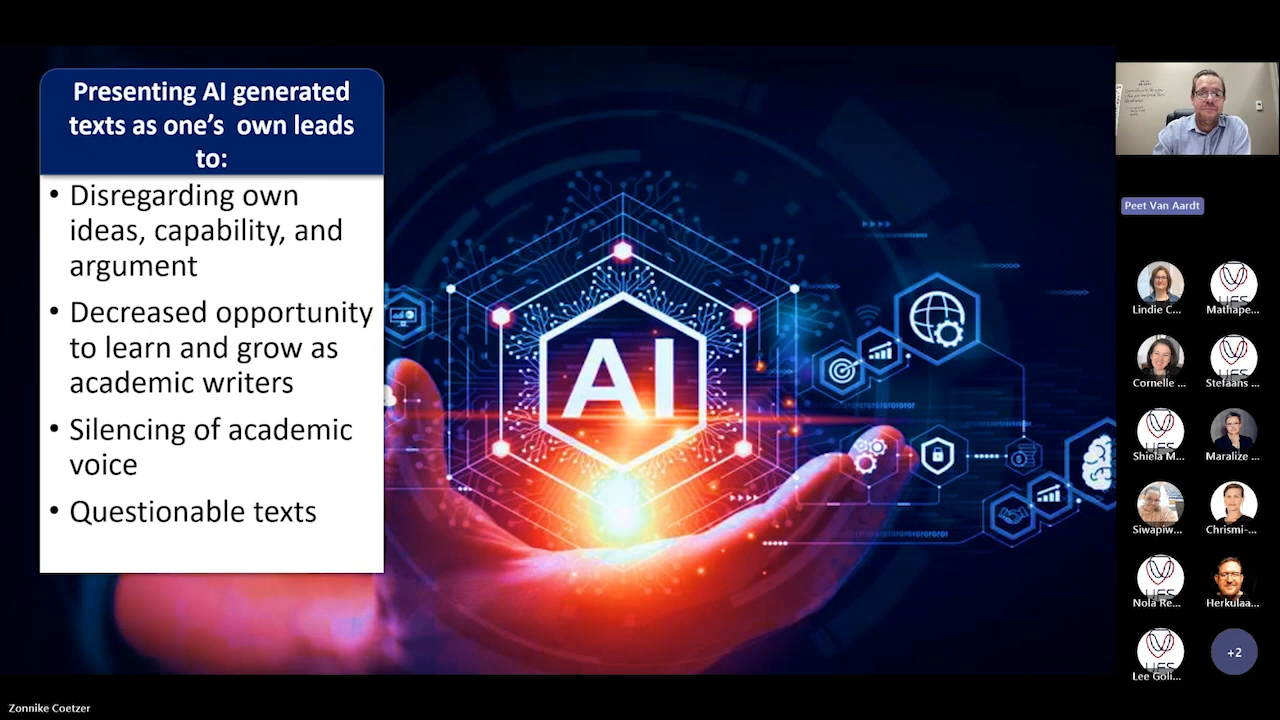 Presenting AI generated
texts as one's  own leads
to:
• Disregarding own
ideas, capability, and
argument
• Decreased opportunity
to learn and grow as
academic writers
• Silencing of academic
voice
• Questionable texts
AI
Peet Van Aardt
Lindie C...
Mathape...
Cornelle ...
Stefaans ...
Shiela M...
Maralize ...
Siwapiw...
Chrismi-...
Nola Re...
Herkulaa...
Lee Goli...
+2
Zonnike Coetzer